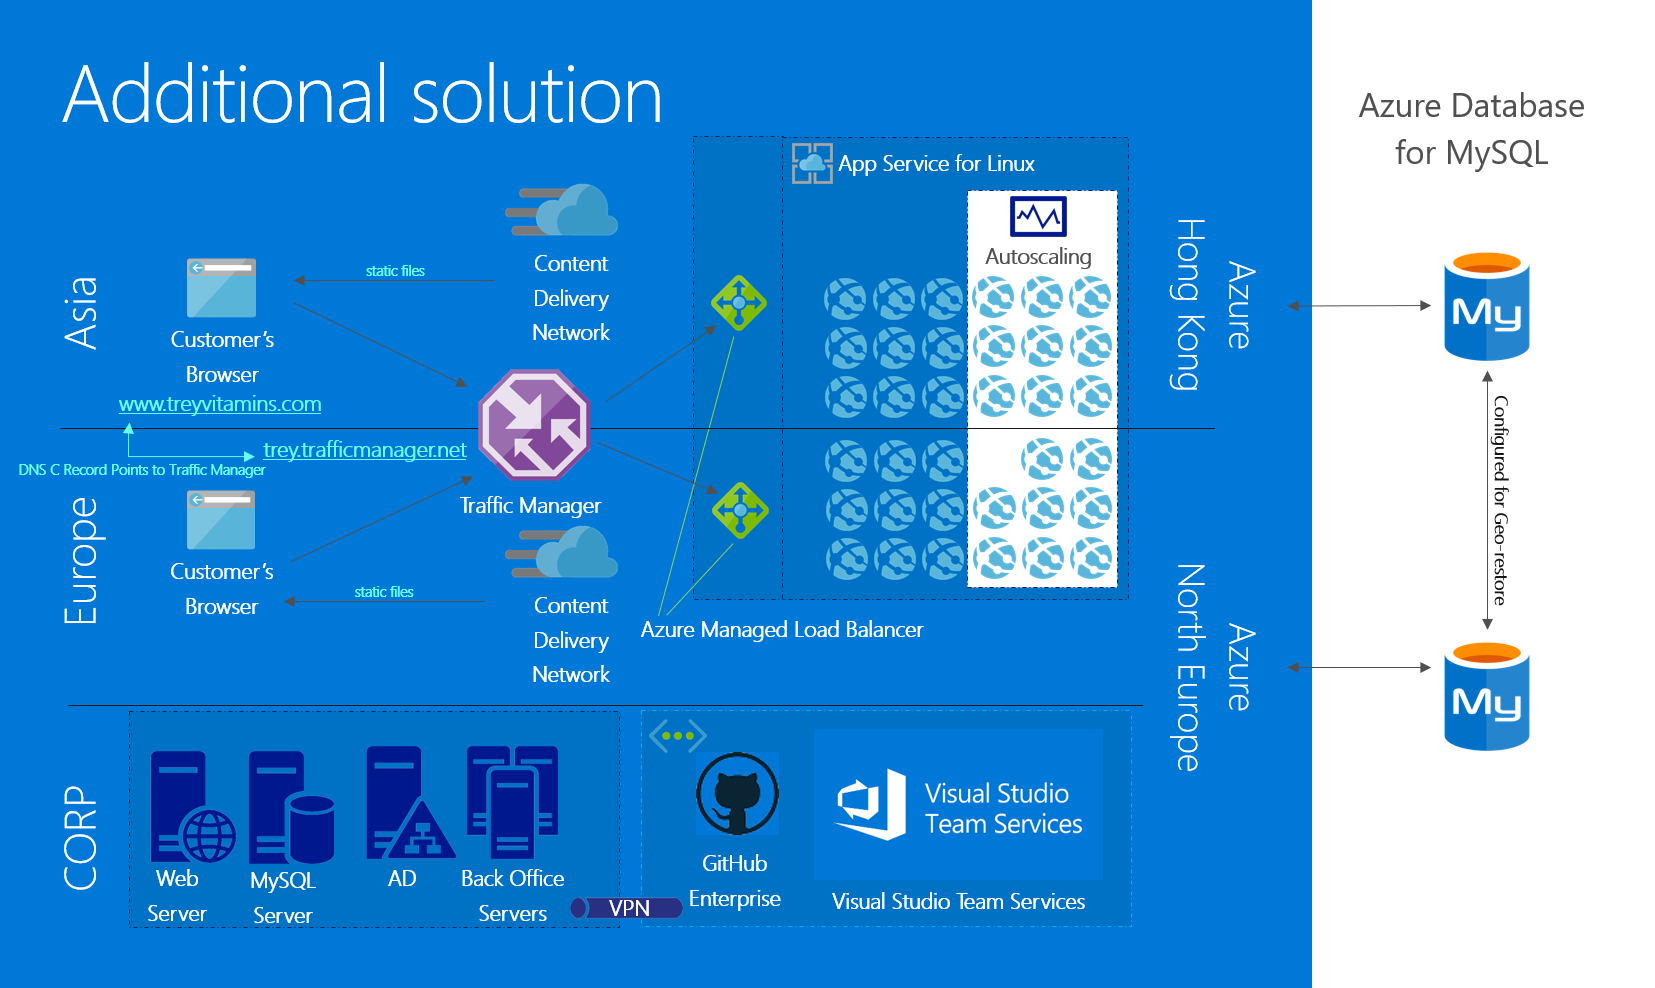 Additional solution
Azure Database
for MySQL
App Service for Linux
Autoscaling
Asia
Customer's
Browser
static files
Content
Delivery
Network
www.treyvitamins.com
trey.trafficmanager.net
DNS C Record Points to Traffic Manager
Traffic Manager
Europe
Customer's
Browser
static files
Content
Delivery
Network
Azure Managed Load Balancer
Azure
Hong Kong
Azure
North Europe
My
Configured for Geo-restore
My
CORP
Web
Server
MySQL
Server
AD
Back Office
Servers
VPN
GitHub
Enterprise
Visual Studio
Team Services
Visual Studio Team Services